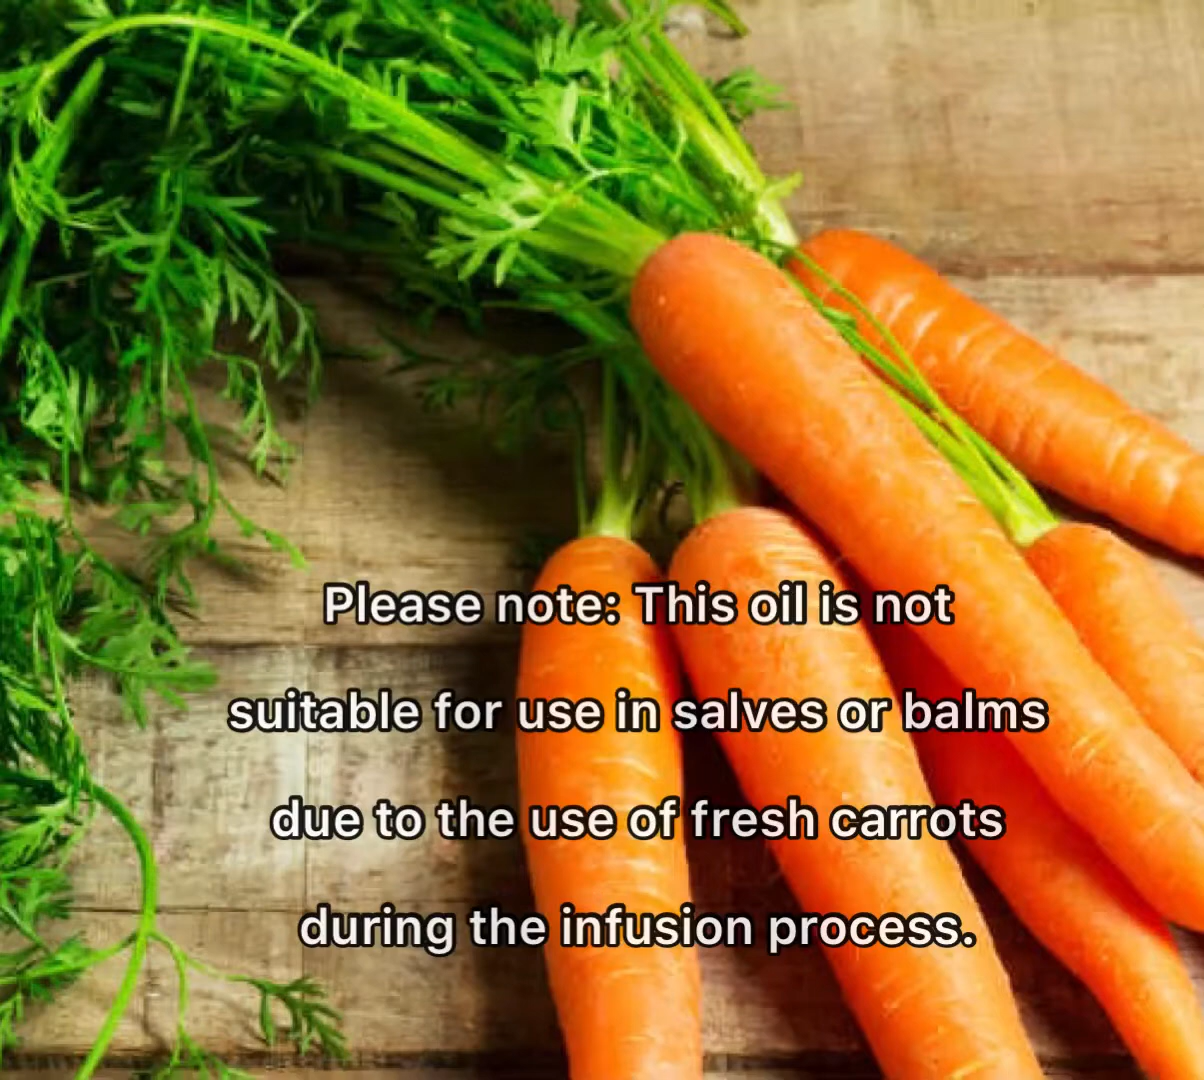 Please note: This oil is not
suitable for use in salves or balms
due to the use of fresh carrots
during the infusion process.